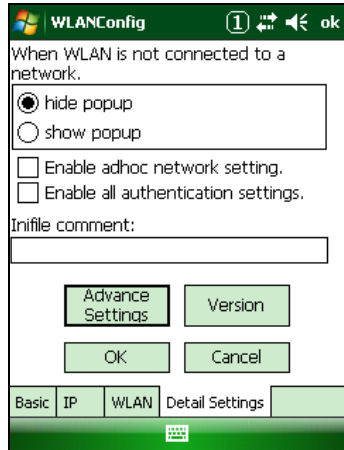 WLANConfig 1 ok
When WLAN is not connected to a
network.
hide popup
show popup
Enable adhoc network setting.
Enable all authentication settings.
Inifile comment:
Advance
Settings
Version
OK
Cancel
Basic IP WLAN Detail Settings